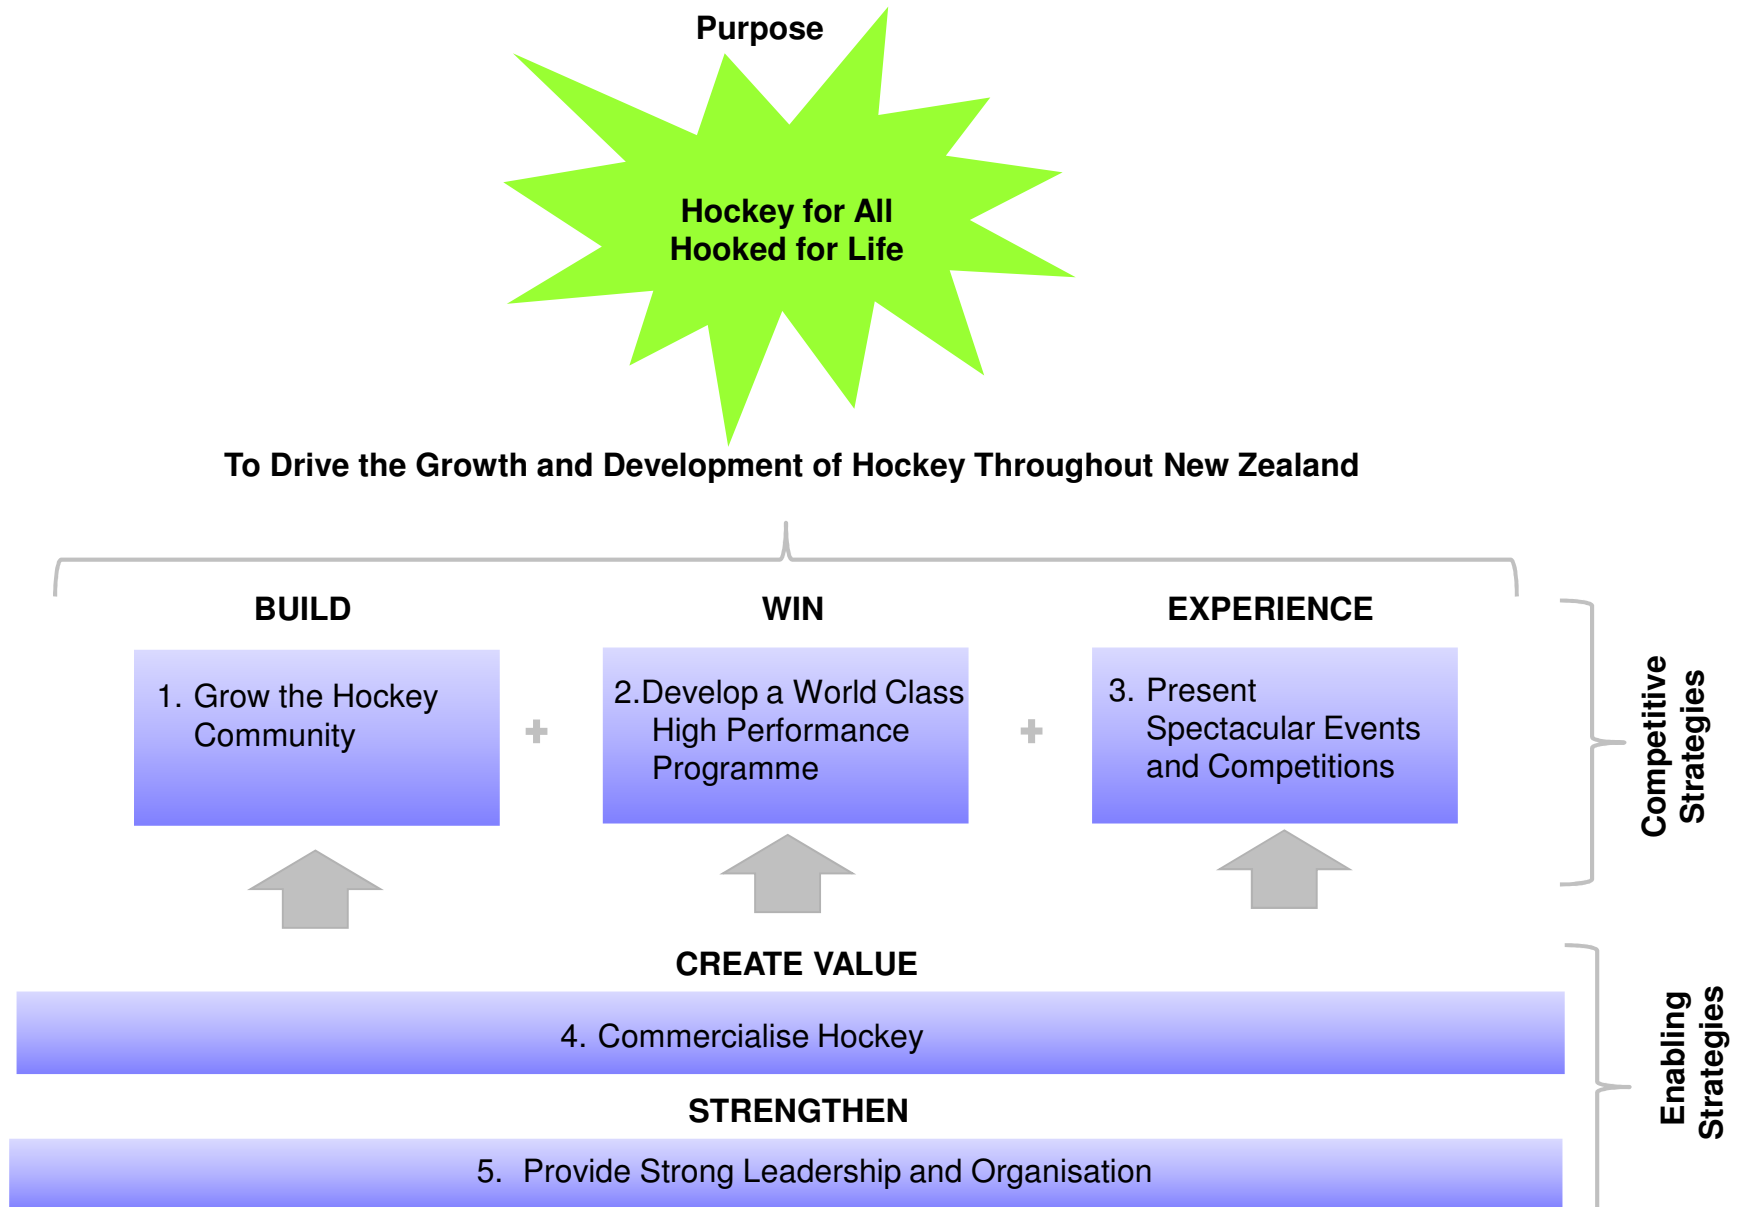 Purpose
Hockey for All
Hooked for Life
To Drive the Growth and Development of Hockey Throughout New Zealand
BUILD
1. Grow the Hockey
Community
WIN
2.Develop a World Class
High Performance
Programme
EXPERIENCE
3. Present
Spectacular Events
and Competitions
Competitive
Strategies
CREATE VALUE
4. Commercialise Hockey
STRENGTHEN
5. Provide Strong Leadership and Organisation
Enabling
Strategies